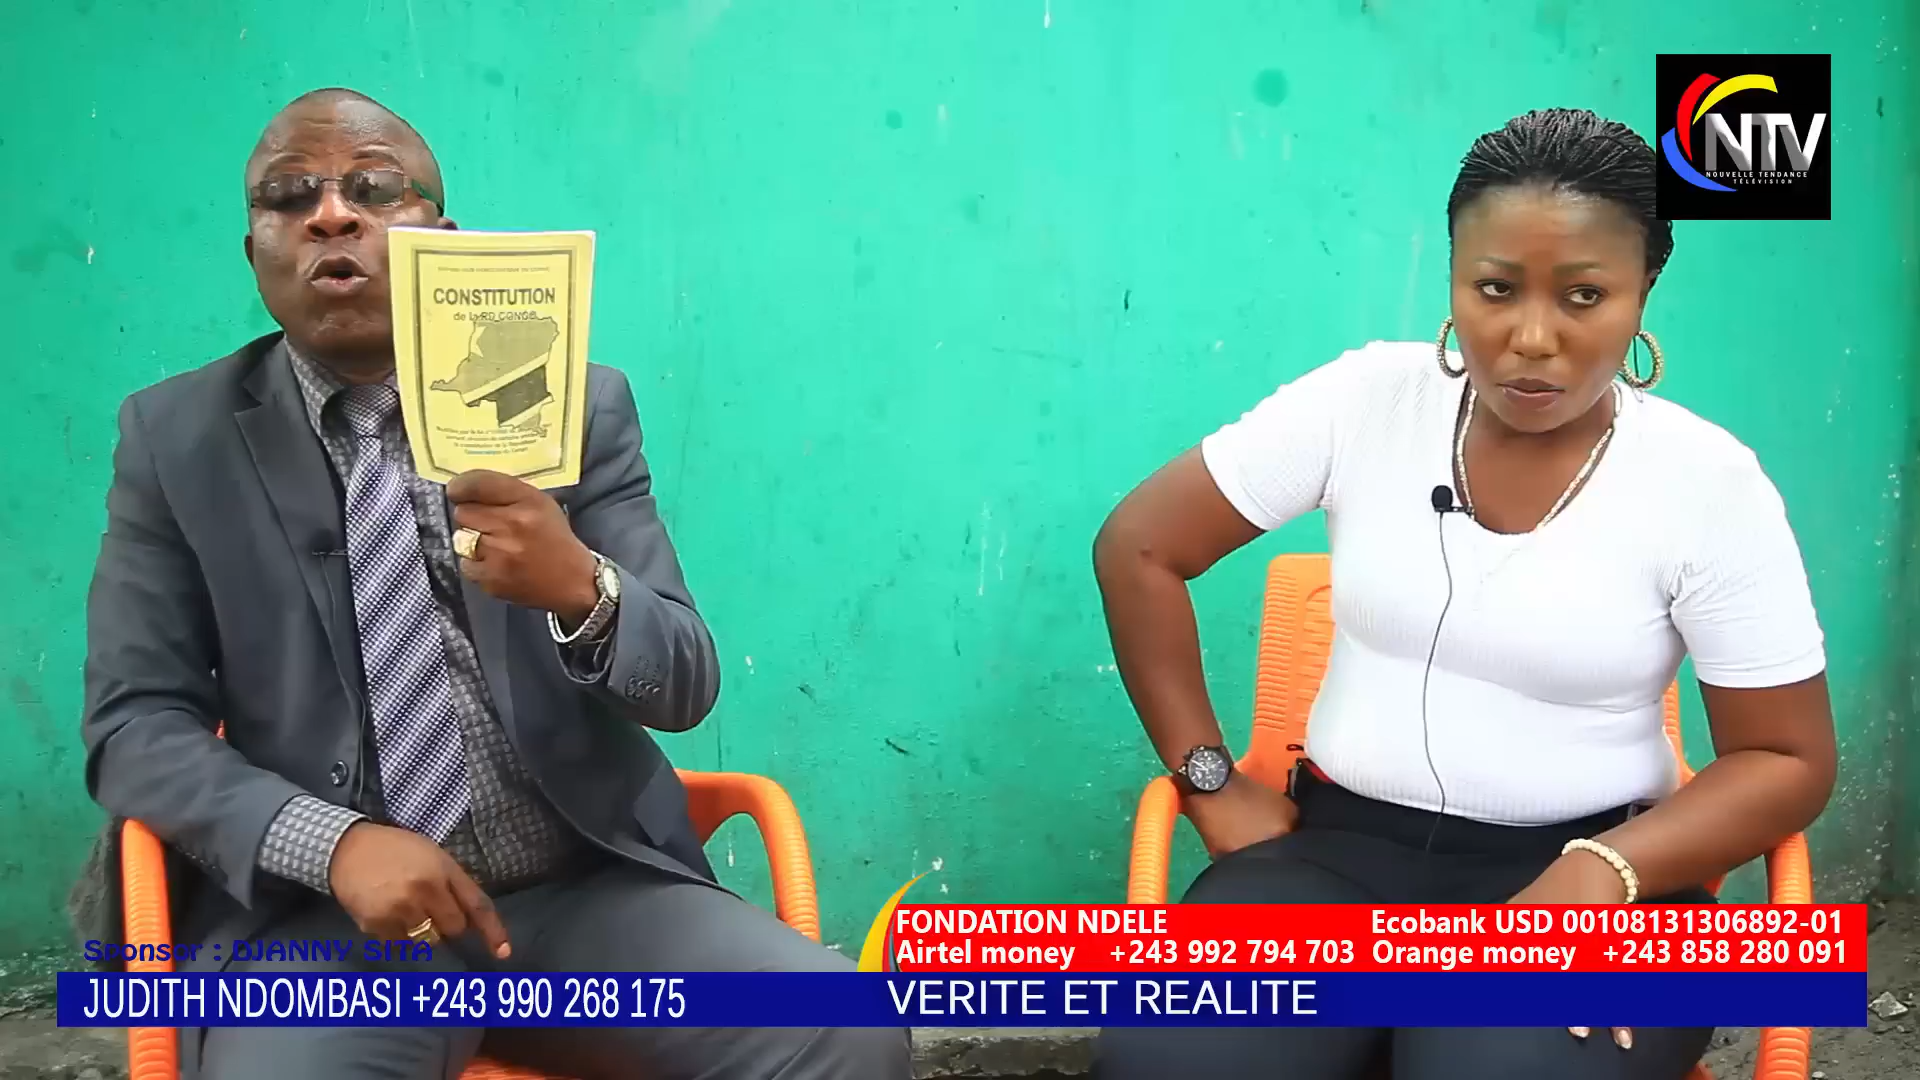 NTV
NOUVELLE TENDANCE
TÉLÉVISION
CONSTITUTION
de la RD CONGO
FONDATION NDELE Ecobank USD 00108131306892-01
Airtel money +243 992 794 703 Orange money +243 858 280 091
Sponsor : DJANNY SITA
JUDITH NDOMBASI +243 990 268 175
VERITE ET REALITE